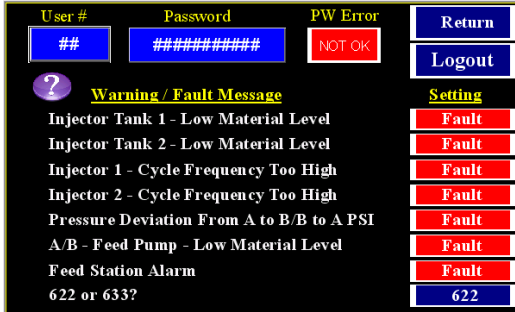 User # Password PW Error Return
## ########### NOT OK
Logout
?
Warning / Fault Message Setting
Injector Tank 1 - Low Material Level Fault
Injector Tank 2 - Low Material Level Fault
Injector 1 - Cycle Frequency Too High Fault
Injector 2 - Cycle Frequency Too High Fault
Pressure Deviation From A to B/B to A PSI Fault
A/B - Feed Pump - Low Material Level Fault
Feed Station Alarm Fault
622 or 633? 622